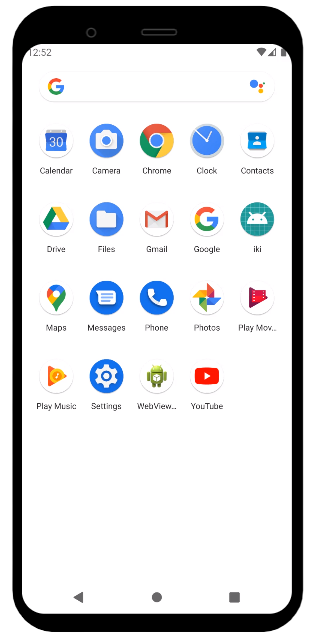 12:52
30
Calendar Camera Chrome Clock Contacts
Drive Files Gmail Google iki
Maps Messages Phone Photos Play Mov...
Play Music Settings WebView... YouTube